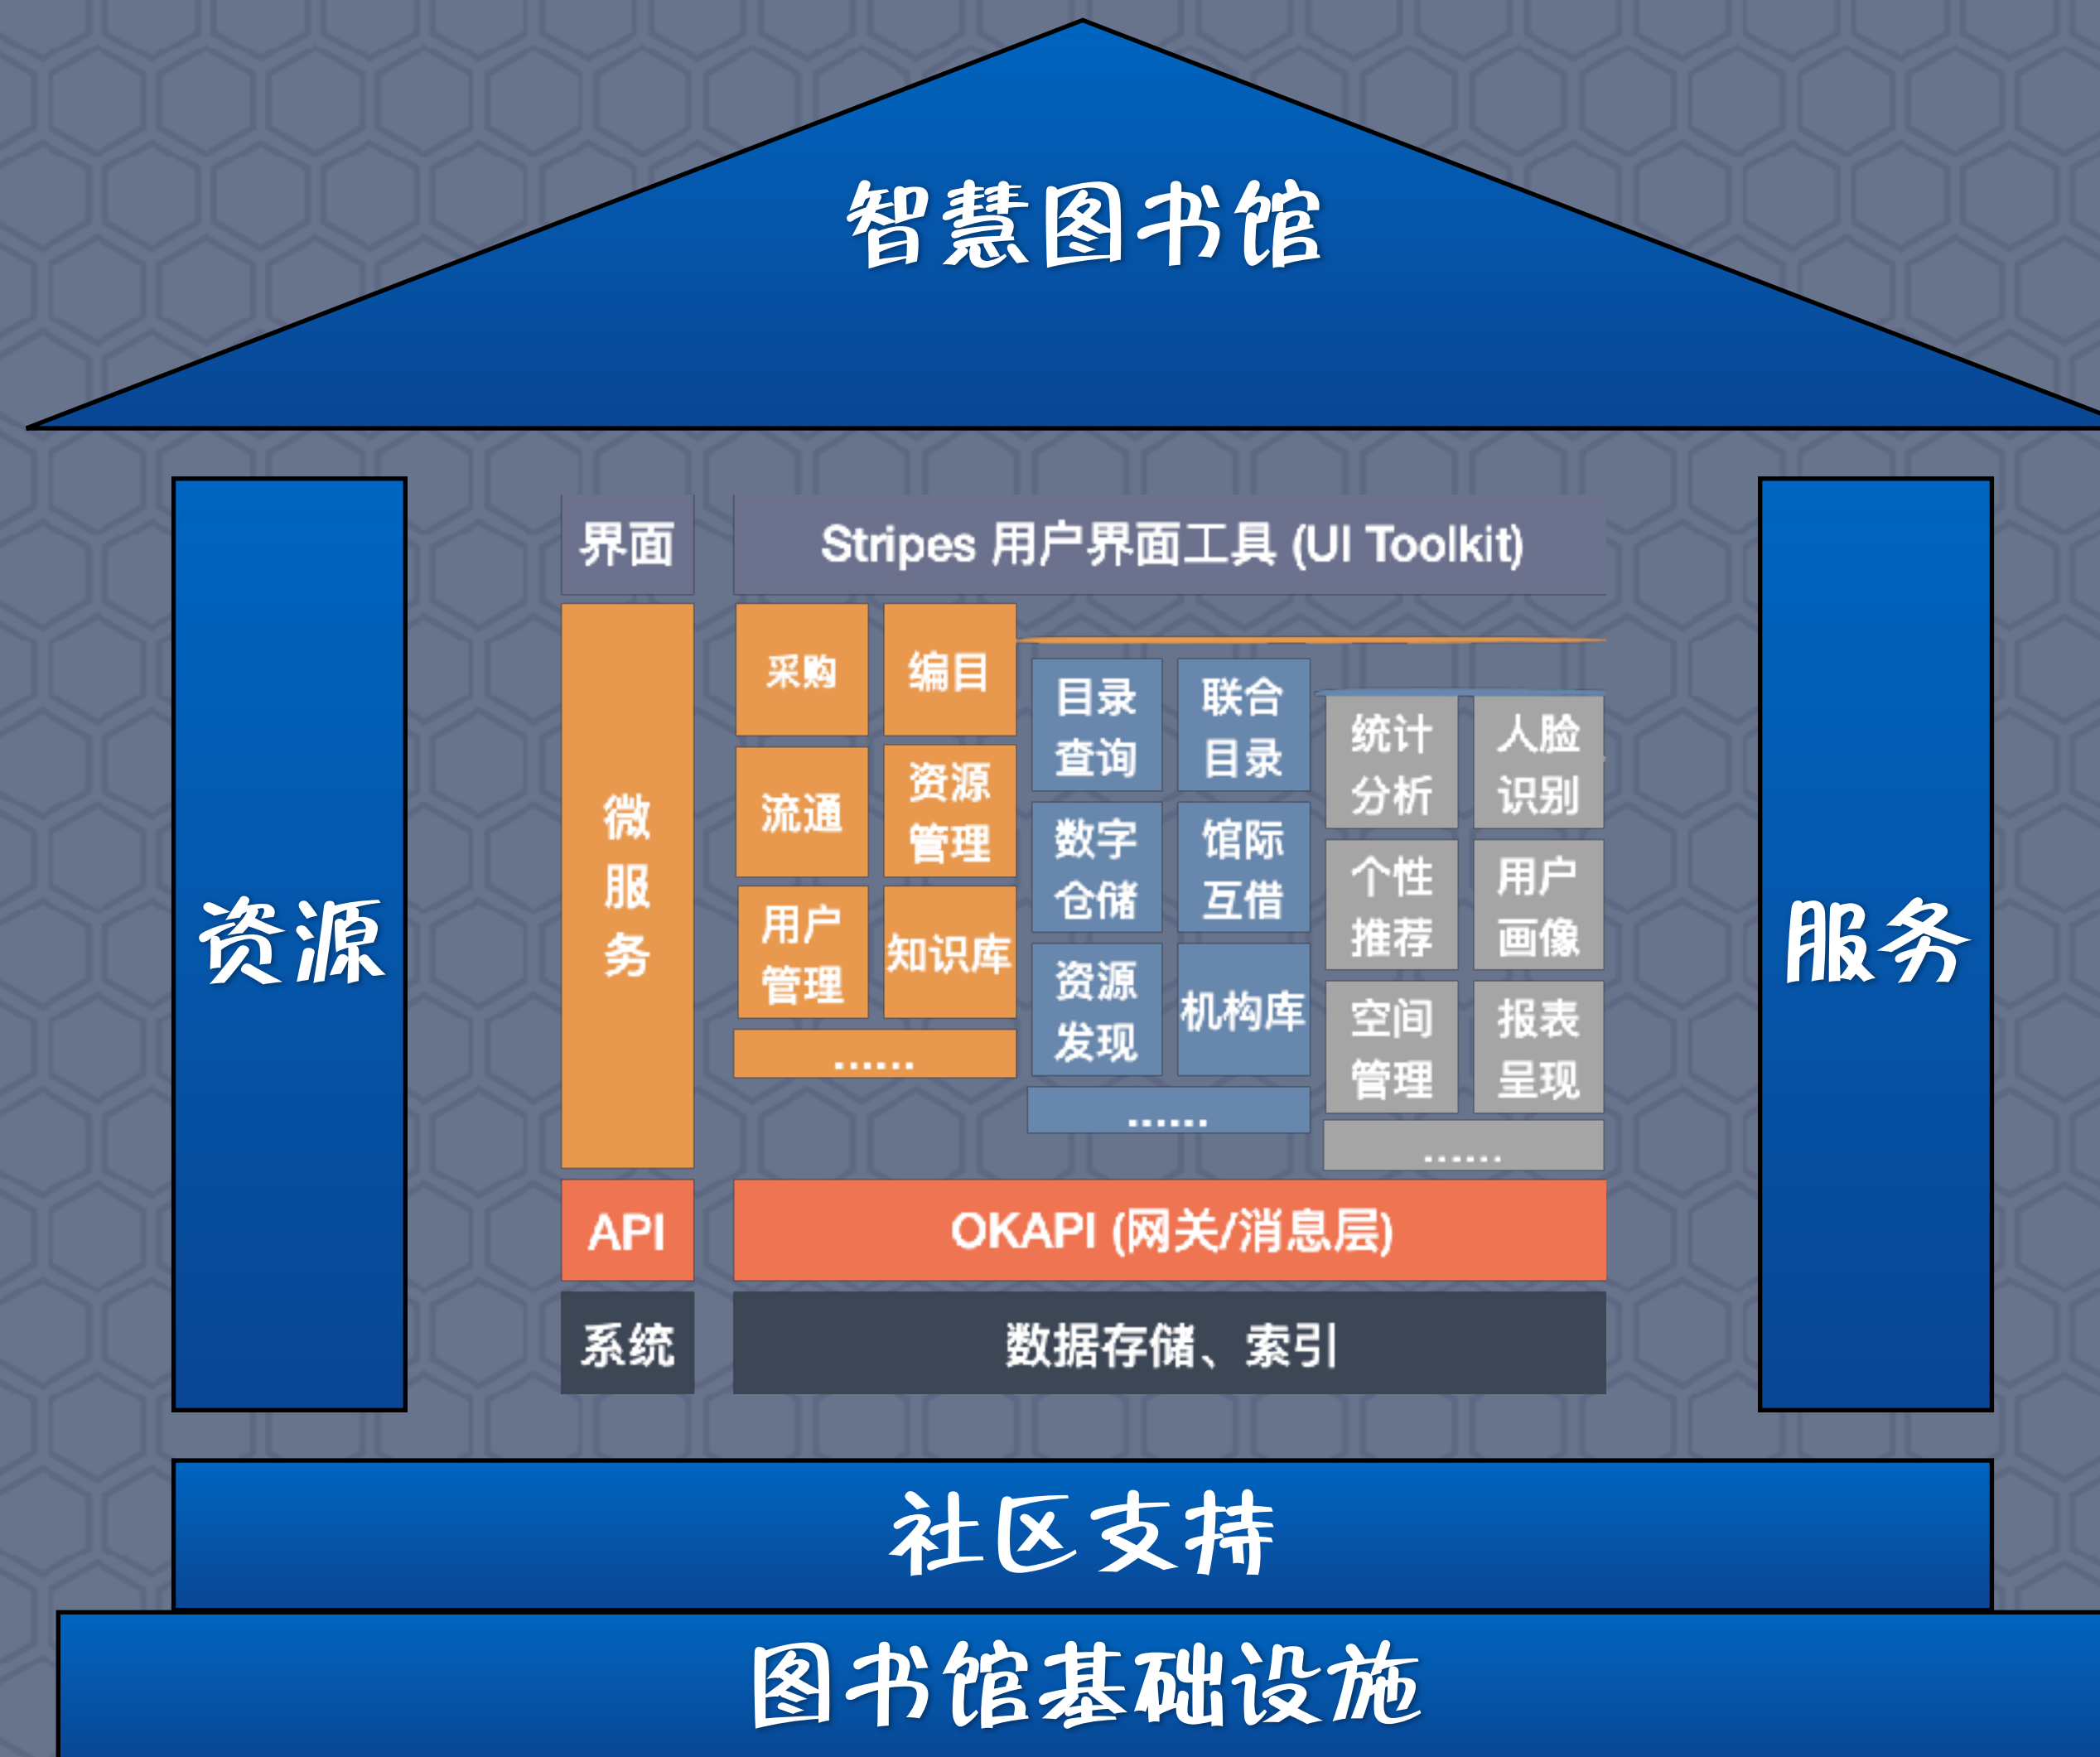 智慧图书馆
资源
服务
界面
Stripes 用户界面工具 (UI Toolkit)
微
服
务
采购
编目
流通
资源
管理
用户
管理
知识库
......
目录
查询
联合
目录
数字
仓储
馆际
互借
资源
发现
机构库
......
统计
分析
人脸
识别
个性
推荐
用户
画像
空间
管理
报表
呈现
......
API
OKAPI (网关/消息层)
系统
数据存储、索引
社区支持
图书馆基础设施